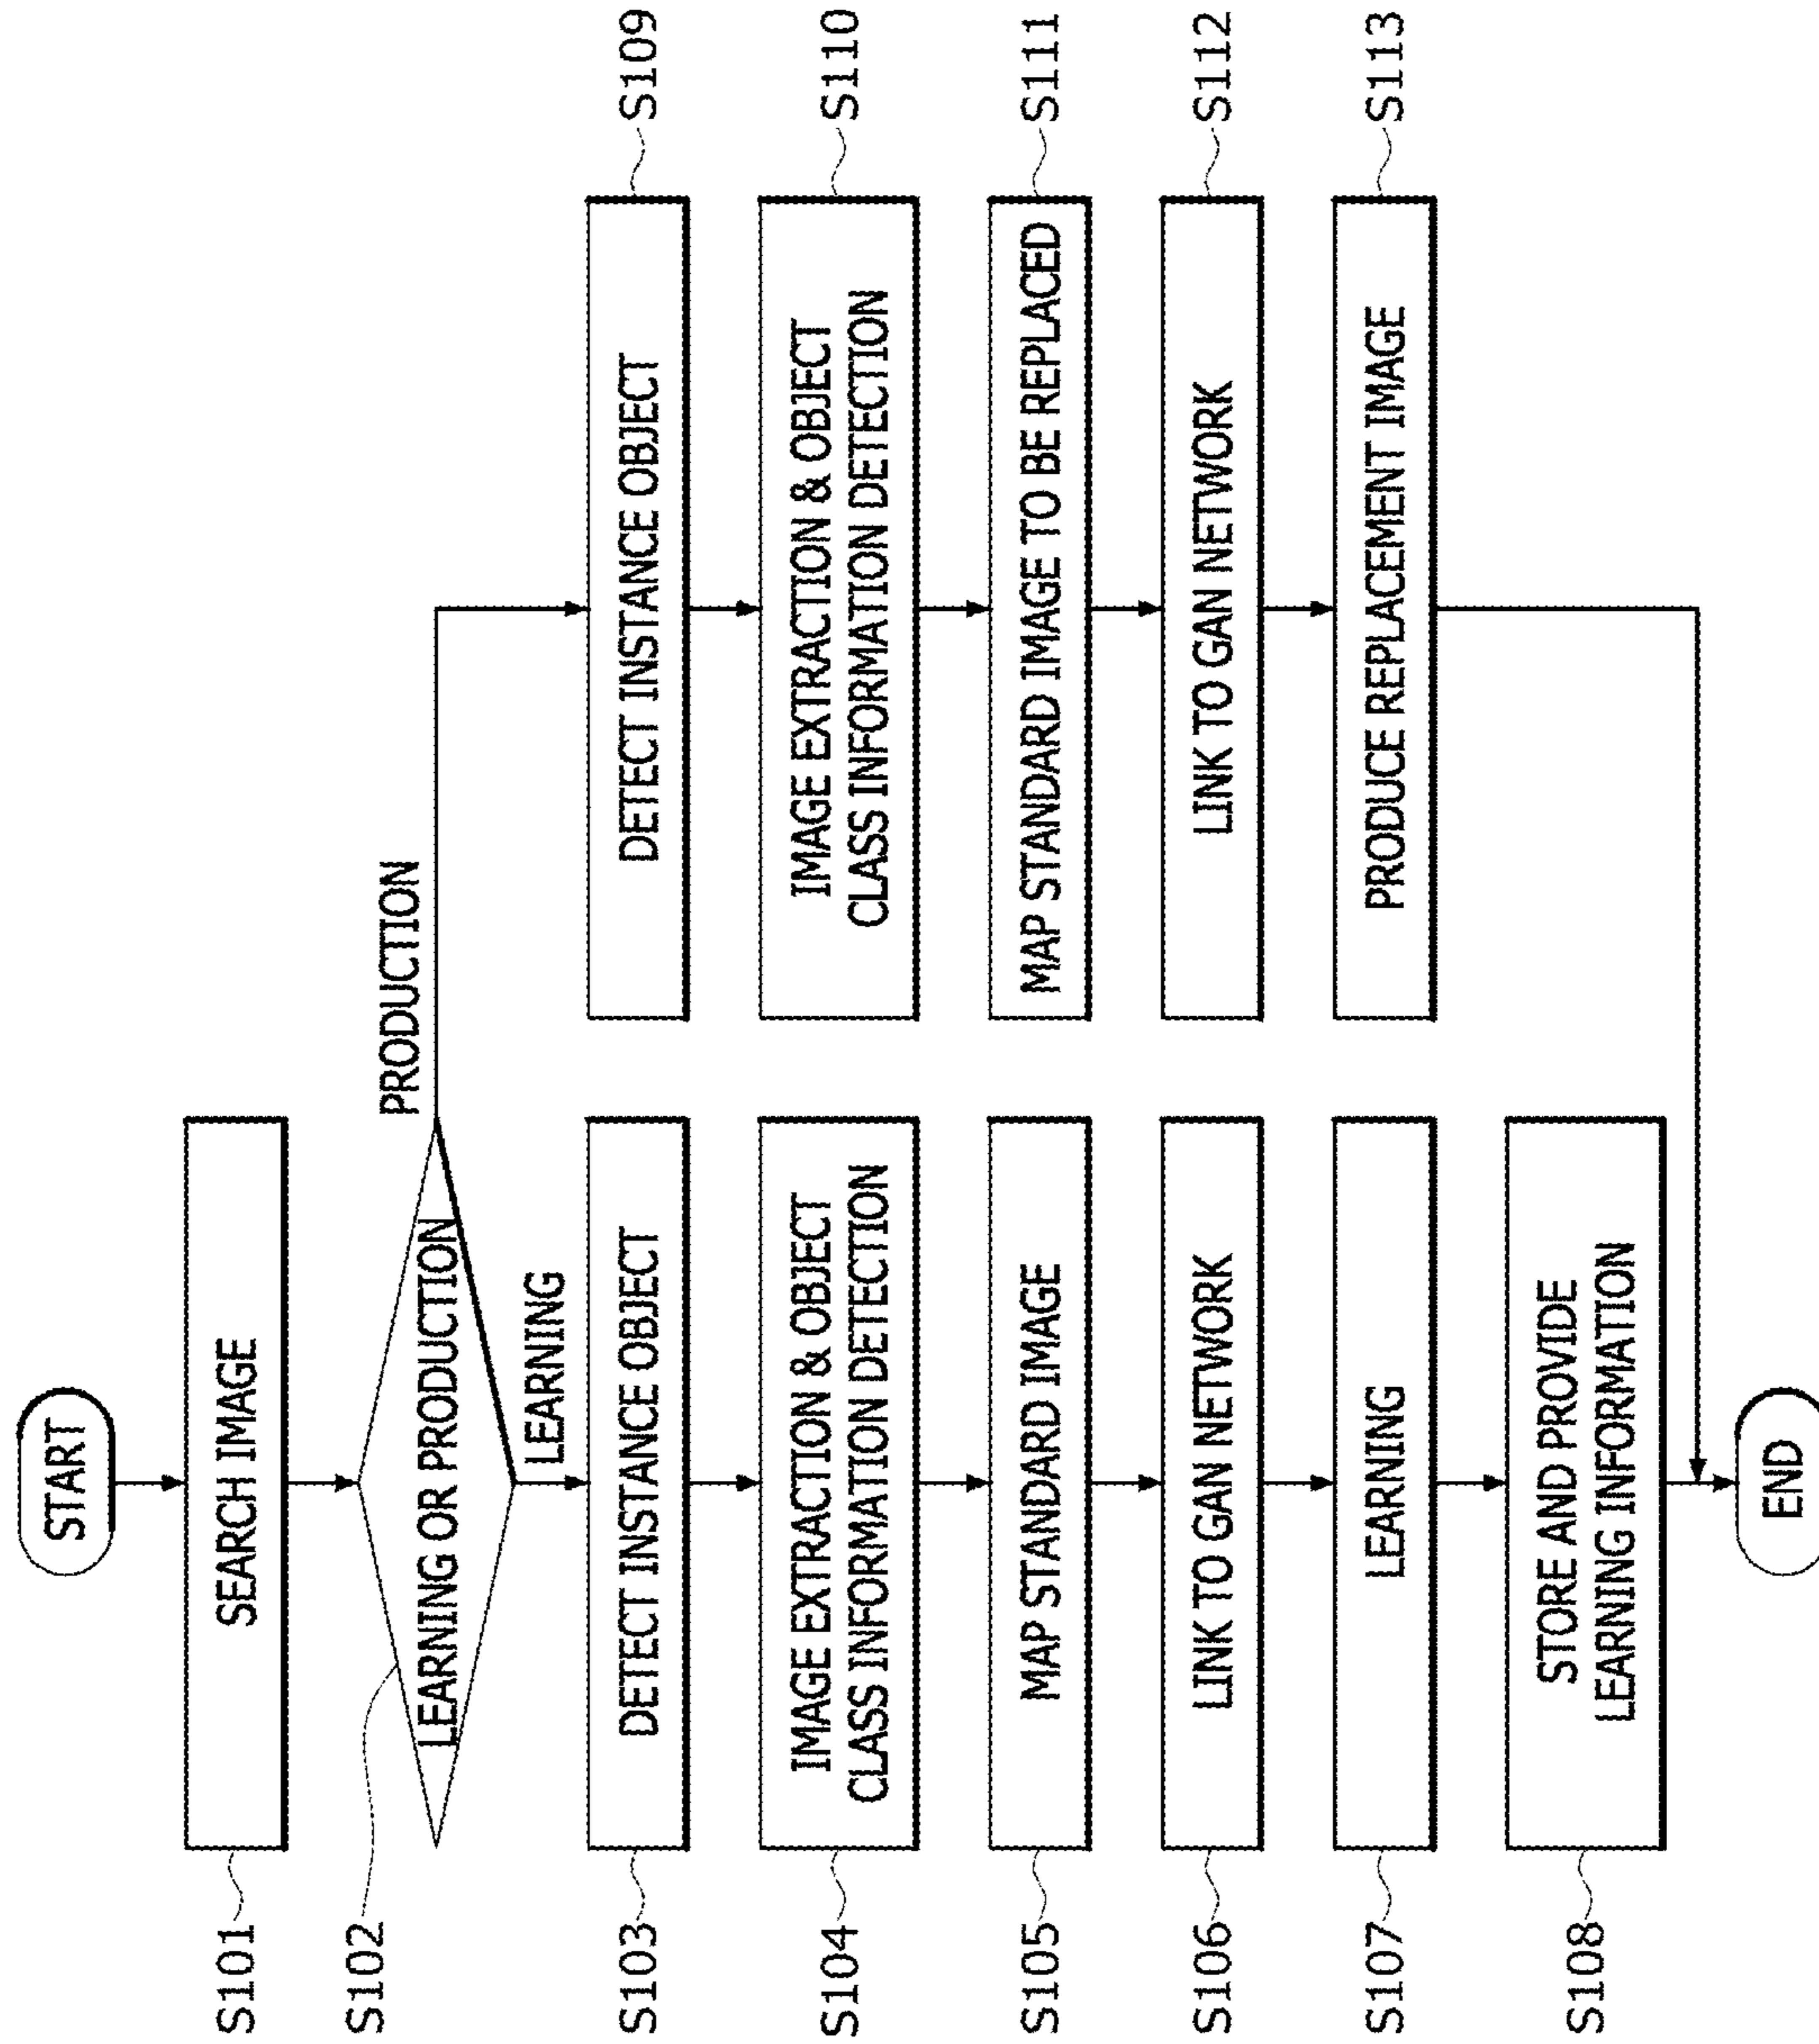 START
S101
SEARCH IMAGE
S102
LEARNING OR PRODUCTION
PRODUCTION
LEARNING
S103
DETECT INSTANCE OBJECT
S104
IMAGE EXTRACTION & OBJECT
CLASS INFORMATION DETECTION
S105
MAP STANDARD IMAGE
S106
LINK TO GAN NETWORK
S107
LEARNING
S108
STORE AND PROVIDE
LEARNING INFORMATION
DETECT INSTANCE OBJECT
S109
IMAGE EXTRACTION & OBJECT
CLASS INFORMATION DETECTION
S110
MAP STANDARD IMAGE TO BE REPLACED
S111
LINK TO GAN NETWORK
S112
PRODUCE REPLACEMENT IMAGE
S113
END